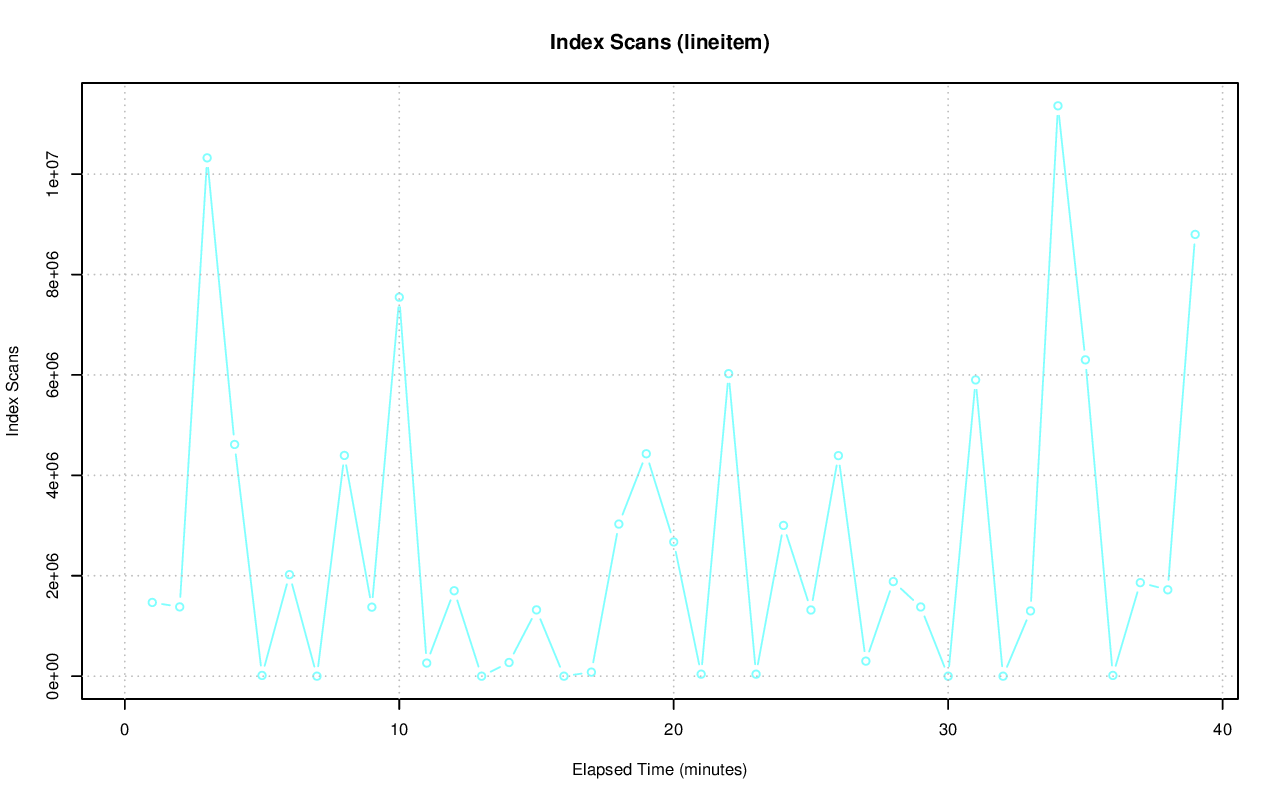 Index Scans (lineitem)
Index Scans
1e+07
8e+06
6e+06
4e+06
2e+06
0e+00
0 10 20 30 40
Elapsed Time (minutes)